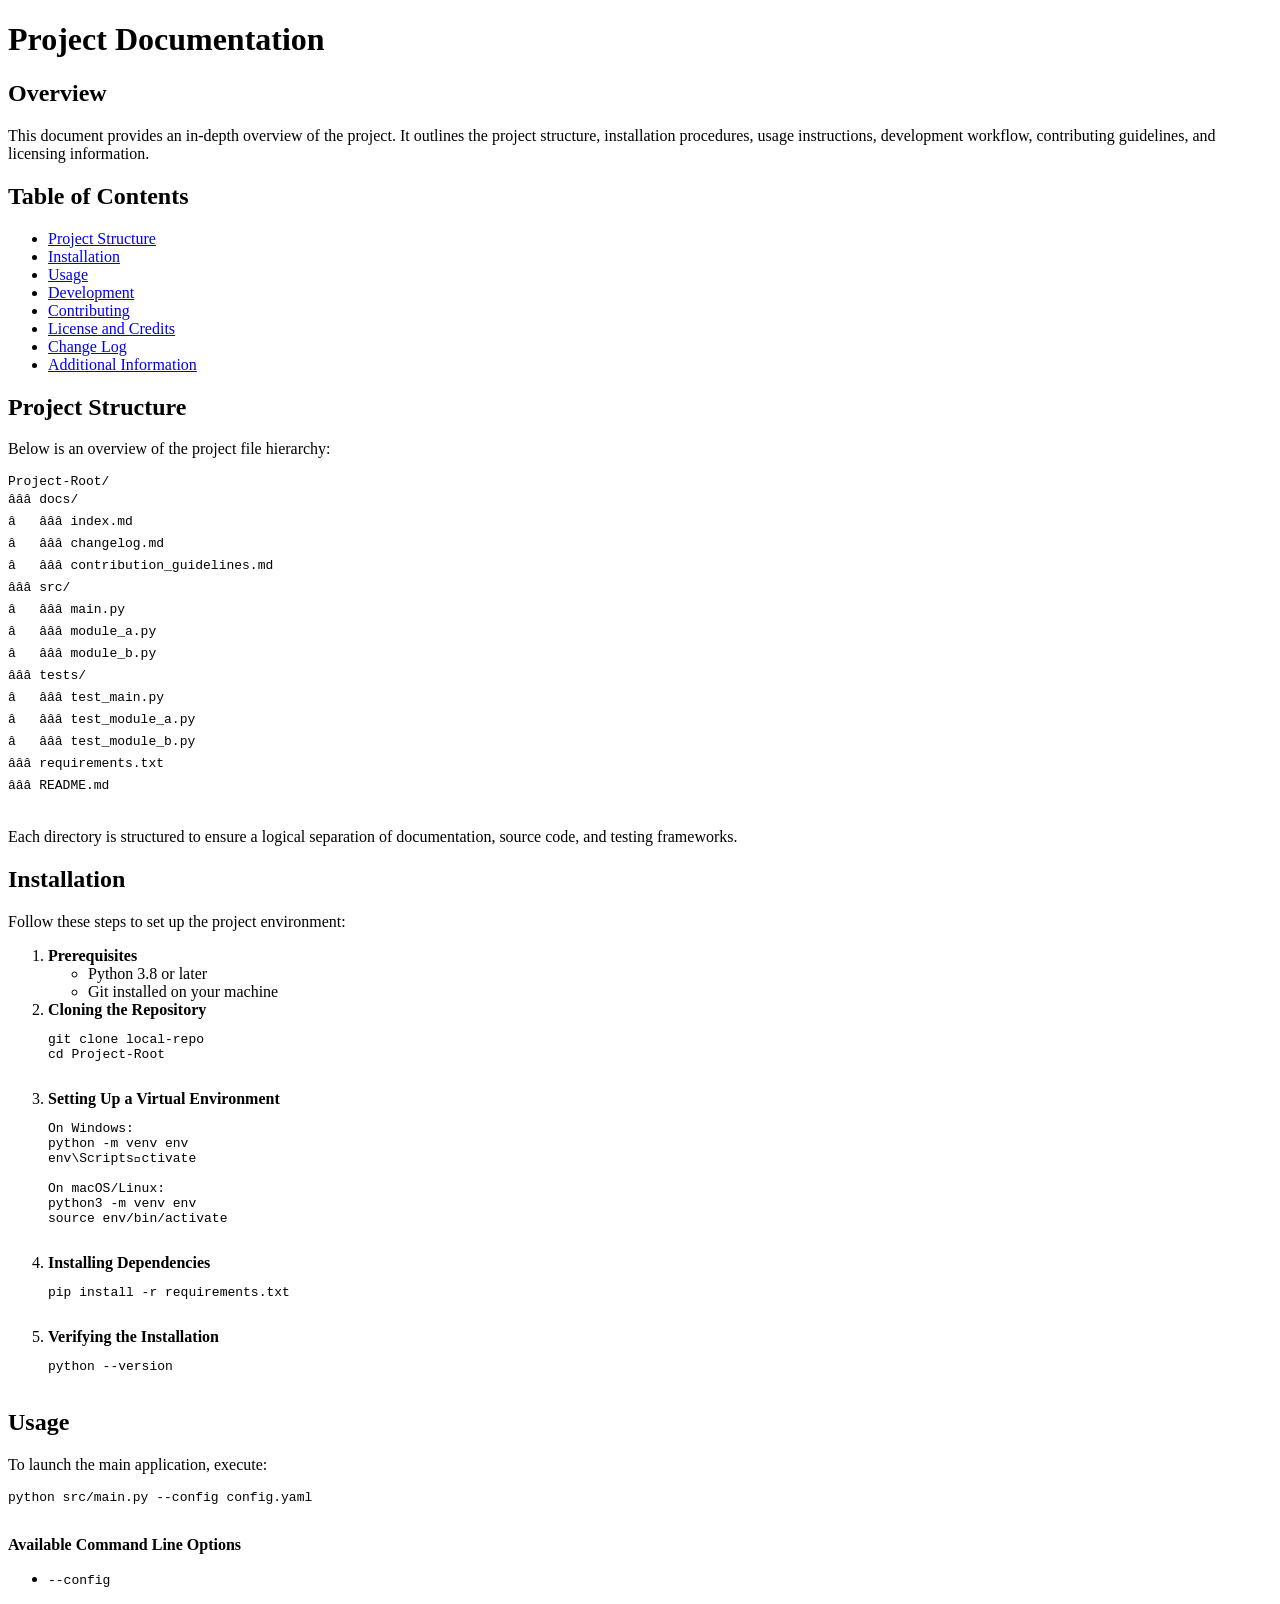 Project Documentation
Overview
This document provides an in-depth overview of the project. It outlines the project structure, installation procedures, usage instructions, development workflow, contributing guidelines, and
licensing information.
Table of Contents
• Project Structure
• Installation
• Usage
• Development
• Contributing
• License and Credits
• Change Log
• Additional Information
Project Structure
Below is an overview of the project file hierarchy:
Project-Root/
âââ docs/
â   âââ index.md
â   âââ changelog.md
â   âââ contribution_guidelines.md
âââ src/
â   âââ main.py
â   âââ module_a.py
â   âââ module_b.py
âââ tests/
â   âââ test_main.py
â   âââ test_module_a.py
â   âââ test_module_b.py
âââ requirements.txt
âââ README.md
Each directory is structured to ensure a logical separation of documentation, source code, and testing frameworks.
Installation
Follow these steps to set up the project environment:
1. Prerequisites
◦ Python 3.8 or later
◦ Git installed on your machine
2. Cloning the Repository
git clone local-repo
cd Project-Root
3. Setting Up a Virtual Environment
On Windows:
python -m venv env
env\Scripts▫ctivate
On macOS/Linux:
python3 -m venv env
source env/bin/activate
4. Installing Dependencies
pip install -r requirements.txt
5. Verifying the Installation
python --version
Usage
To launch the main application, execute:
python src/main.py --config config.yaml
Available Command Line Options
• --config